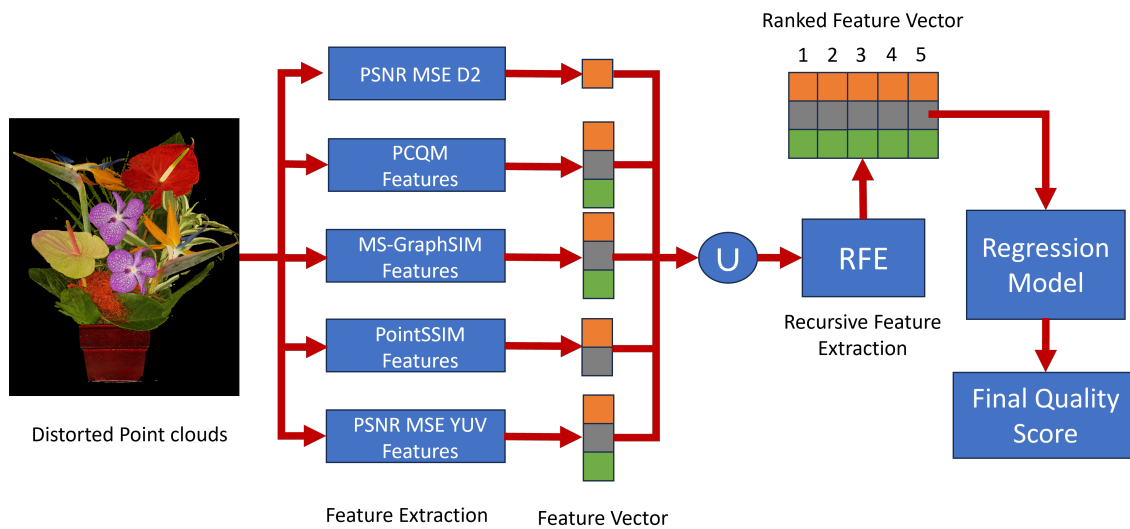 Ranked Feature Vector
1 2 3 4 5
PSNR MSE D2
PCQM
Features
MS-GraphSIM
Features
PointSSIM
Features
PSNR MSE YUV
Features
U
RFE
Recursive Feature
Extraction
Regression
Model
Final Quality
Score
Distorted Point clouds
Feature Extraction
Feature Vector